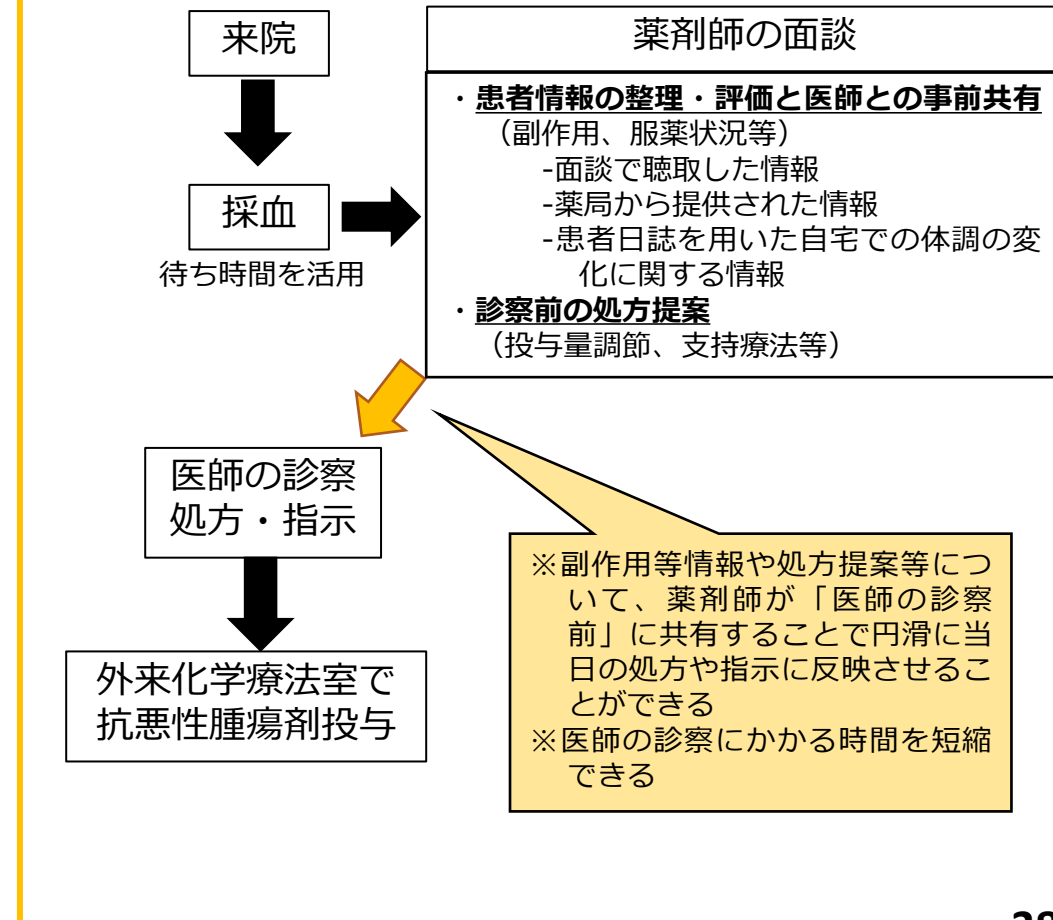 来院
薬剤師の面談
・患者情報の整理・評価と医師との事前共有
（副作用、服薬状況等）
-面談で聴取した情報
-薬局から提供された情報
-患者日誌を用いた自宅での体調の変
化に関する情報
・診察前の処方提案
（投与量調節、支持療法等）
採血
待ち時間を活用
医師の診察
処方・指示
※副作用等情報や処方提案等につ
いて、薬剤師が「医師の診察
前」に共有することで円滑に当
日の処方や指示に反映させるこ
とができる
※医師の診察にかかる時間を短縮
できる
外来化学療法室で
抗悪性腫瘍剤投与